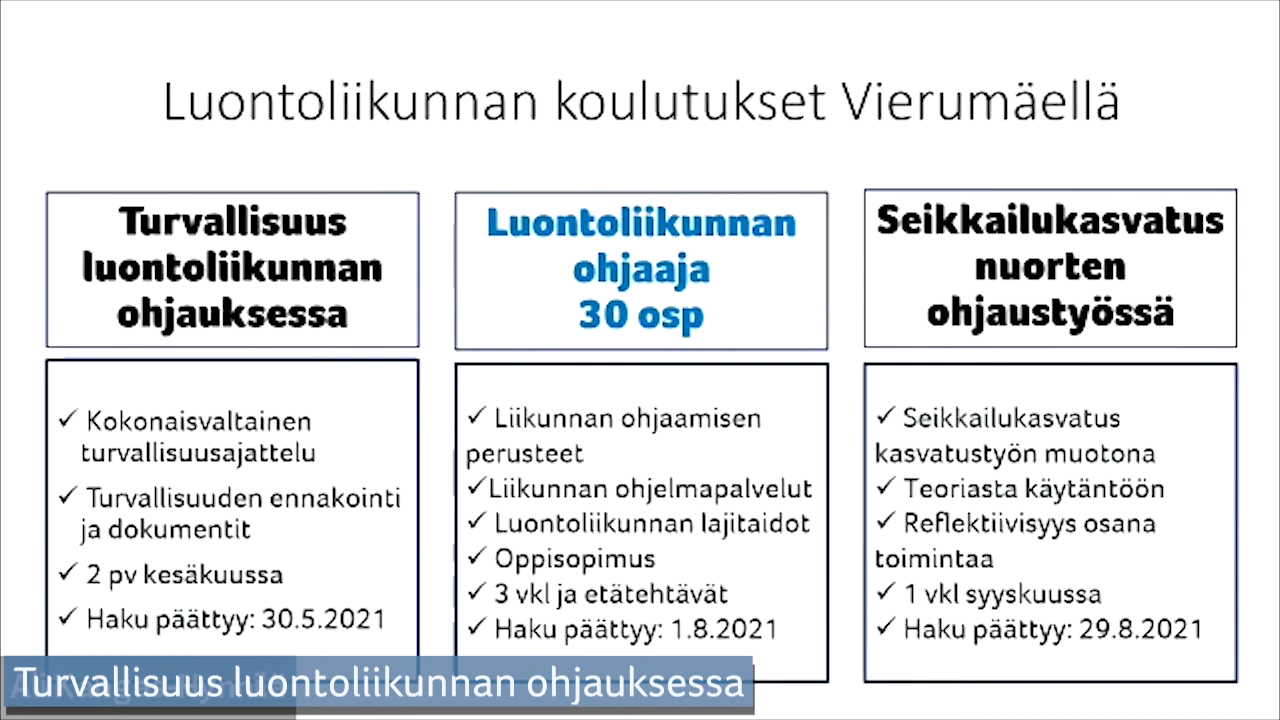 Luontoliikunnan koulutukset Vierumäellä
Turvallisuus
luontoliikunnan
ohjauksessa
✓ Kokonaisvaltainen
turvallisuusajattelu
✓ Turvallisuuden ennakointi
ja dokumentit
✓ 2 pv kesäkuussa
✓ Haku päättyy: 30.5.2021
Luontoliikunnan
ohjaaja
30 osp
✓ Liikunnan ohjaamisen
perusteet
✓Liikunnan ohjelmapalvelut
✓ Luontoliikunnan lajitaidot
✓ Oppisopimus
✓ 3 vkl ja etätehtävät
✓ Haku päättyy: 1.8.2021
Seikkailukasvatus
nuorten
ohjaustyössä
✓ Seikkailukasvatus
kasvatustyön muotona
✓ Teoriasta käytäntöön
✓ Reflektiivisyys osana
toimintaa
✓ 1 vkl syyskuussa
✓ Haku päättyy: 29.8.2021
Turvallisuus luontoliikunnan ohjauksessa